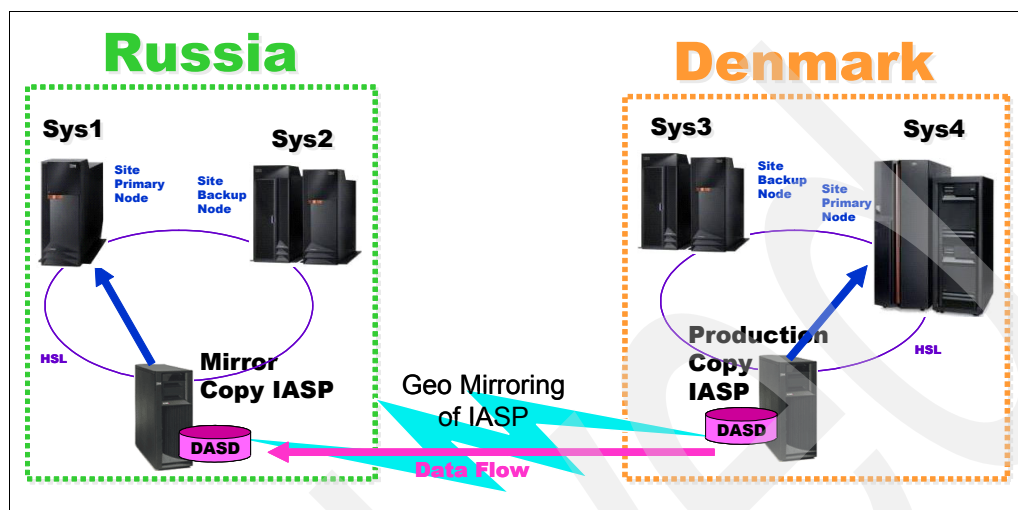 Russia
Denmark
Sys1
Sys2
Site
Primary
Node
Site
Backup
Node
HSL
Mirror
Copy IASP
DASD
Geo Mirroring
of IASP
Data Flow
Sys3
Sys4
Site
Backup
Node
Site
Primary
Node
Production
Copy
IASP
HSL
DASD